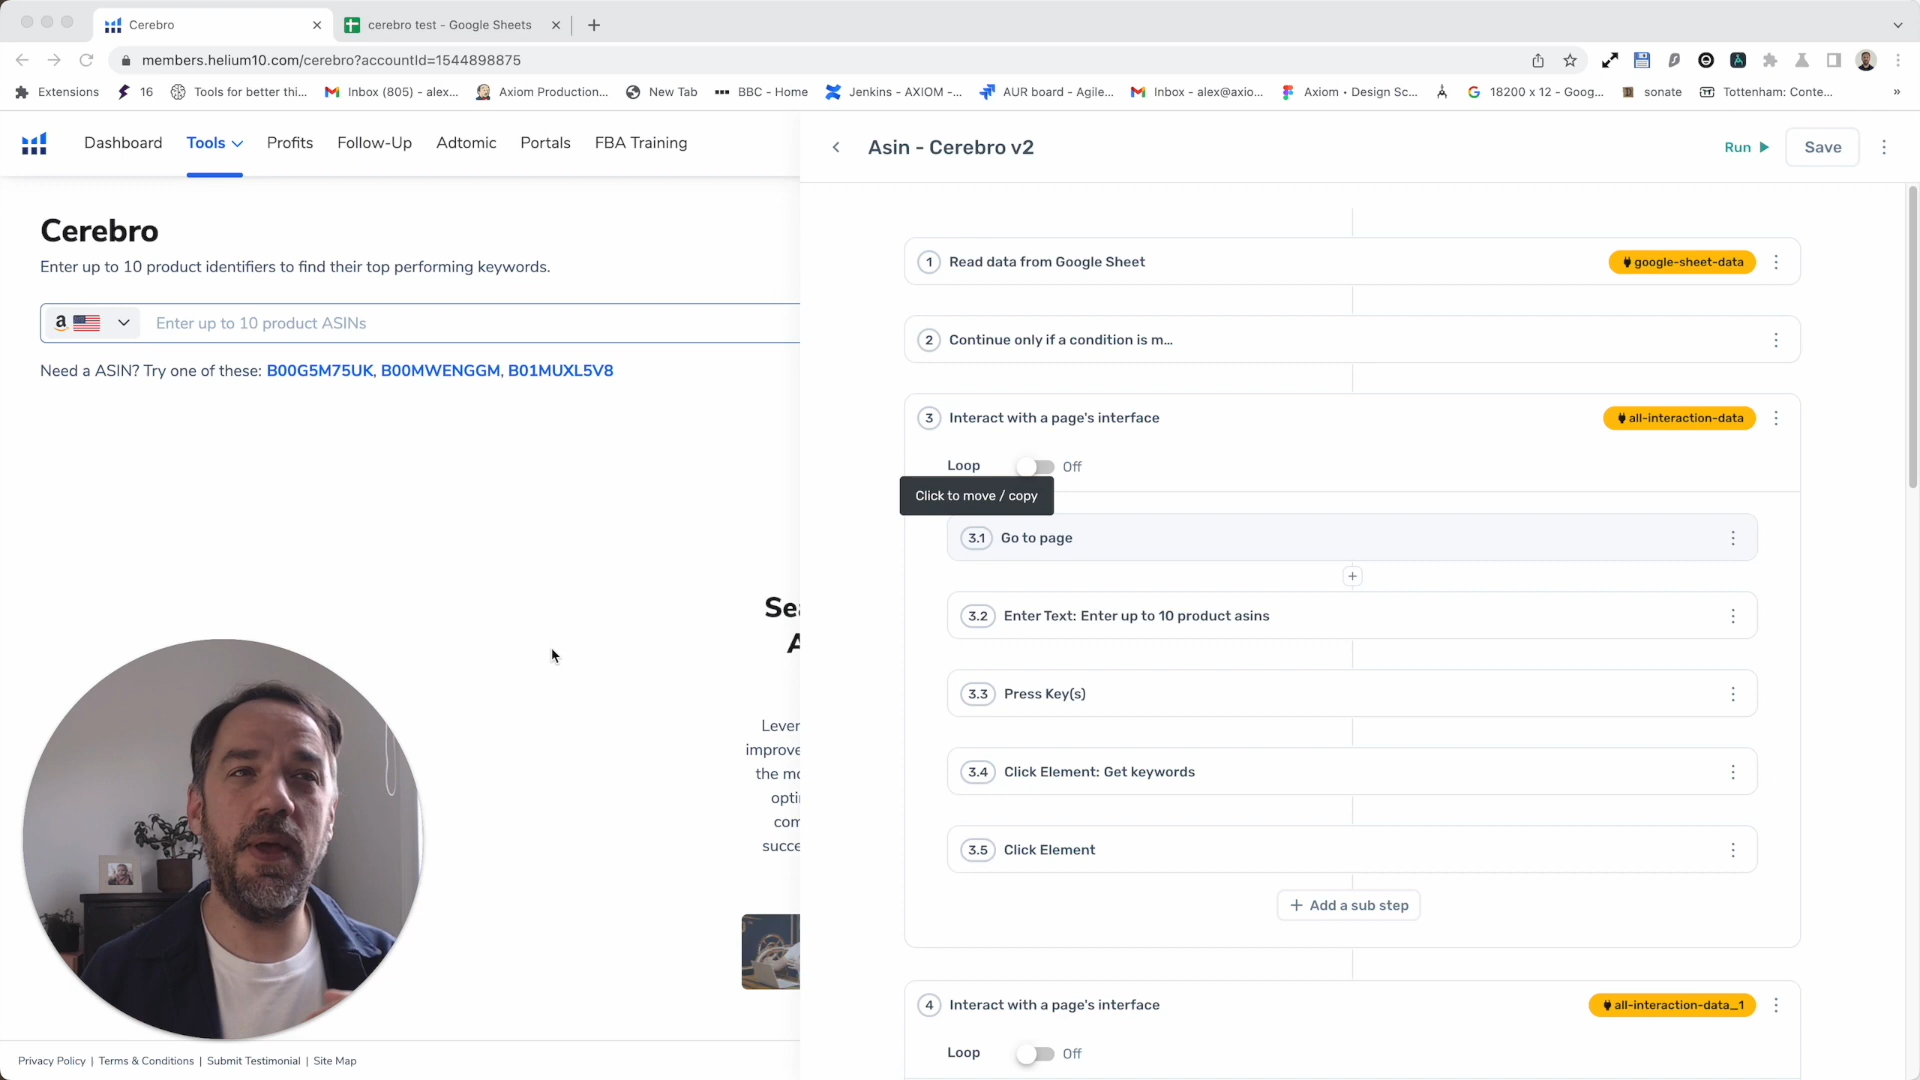 Cerebro
cerebro test - Google Sheets
members.helium10.com/cerebro?accountId=1544898875
Extensions
16
Tools for better thi...
Inbox (805) - alex...
Axiom Production...
New Tab
BBC - Home
Jenkins - AXIOM -...
AUR board - Agile...
Inbox - alex@axio...
Axiom • Design Sc...
18200 x 12 - Goog...
sonate
Tottenham: Conte...
»
Dashboard
Tools
Profits
Follow-Up
Adtomic
Portals
FBA Training
Asin - Cerebro v2
Run
Save
Cerebro
Enter up to 10 product identifiers to find their top performing keywords.
a
Enter up to 10 product ASINs
Need a ASIN? Try one of these: B00G5M75UK, B00MWENGGM, B01MUXL5V8
Sea
A
Lever
improve
the mo
opti
com
succe
1 Read data from Google Sheet
google-sheet-data
2 Continue only if a condition is m...
3 Interact with a page's interface
all-interaction-data
Loop
Off
Click to move / copy
3.1 Go to page
3.2 Enter Text: Enter up to 10 product asins
3.3 Press Key(s)
3.4 Click Element: Get keywords
3.5 Click Element
+ Add a sub step
4 Interact with a page's interface
all-interaction-data_1
Loop
Off
Privacy Policy | Terms & Conditions | Submit Testimonial | Site Map